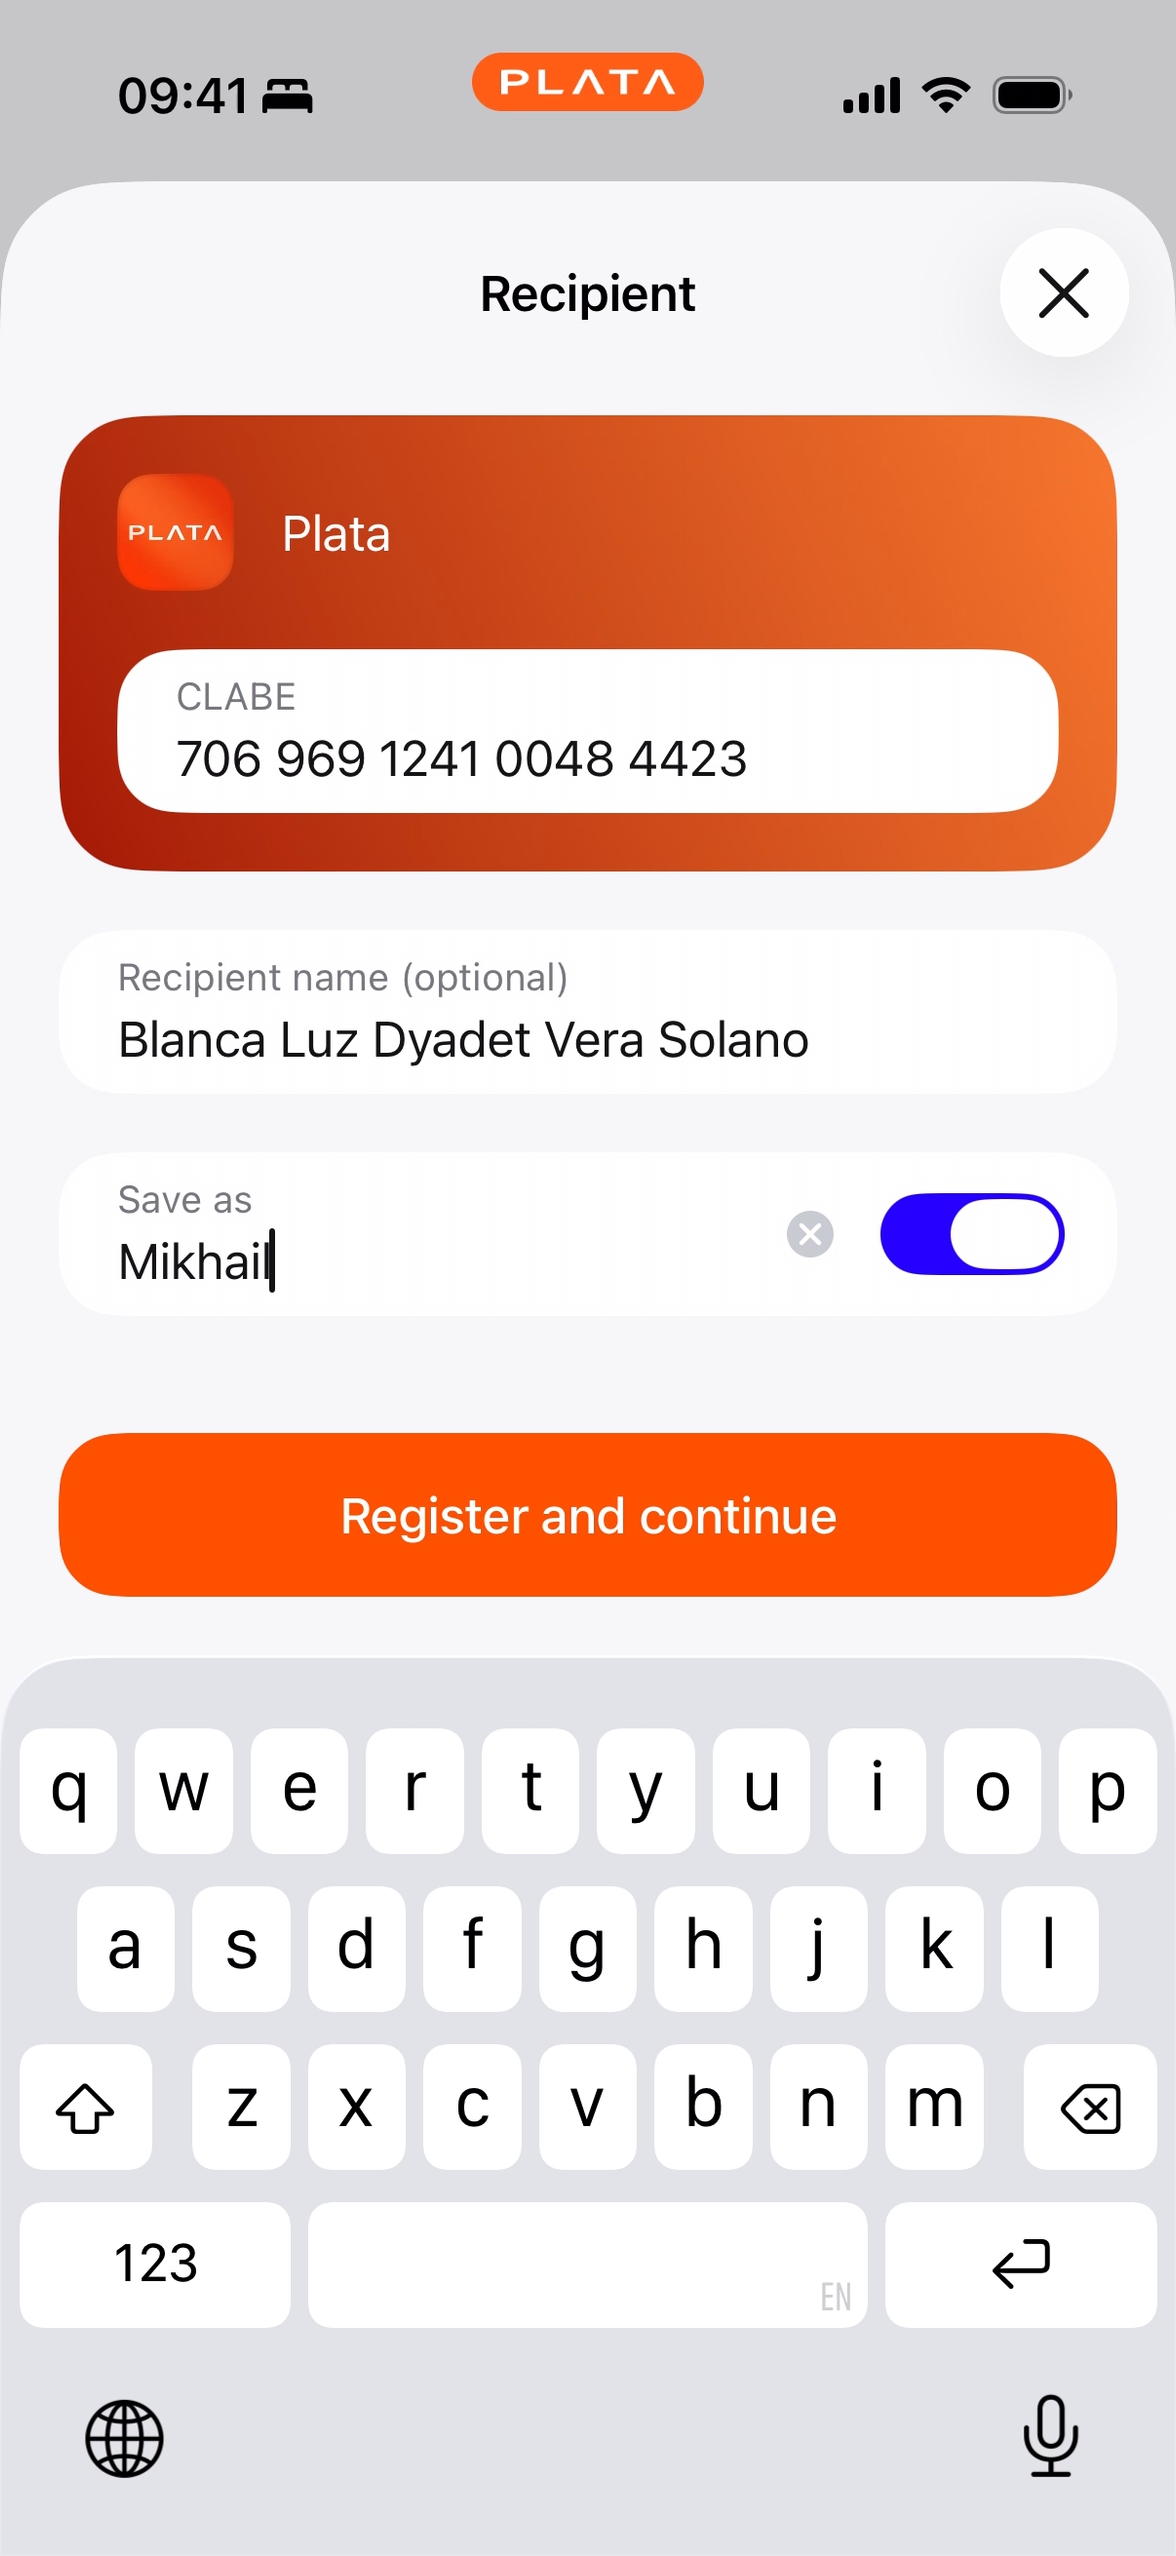 09:41
PLATA
Recipient
PLATA
Plata
CLABE
706 969 1241 0048 4423
Recipient name (optional)
Blanca Luz Dyadet Vera Solano
Save as
Mikhail
Register and continue
q w e r t y u i o p
a s d f g h j k l
z x c v b n m
123
EN